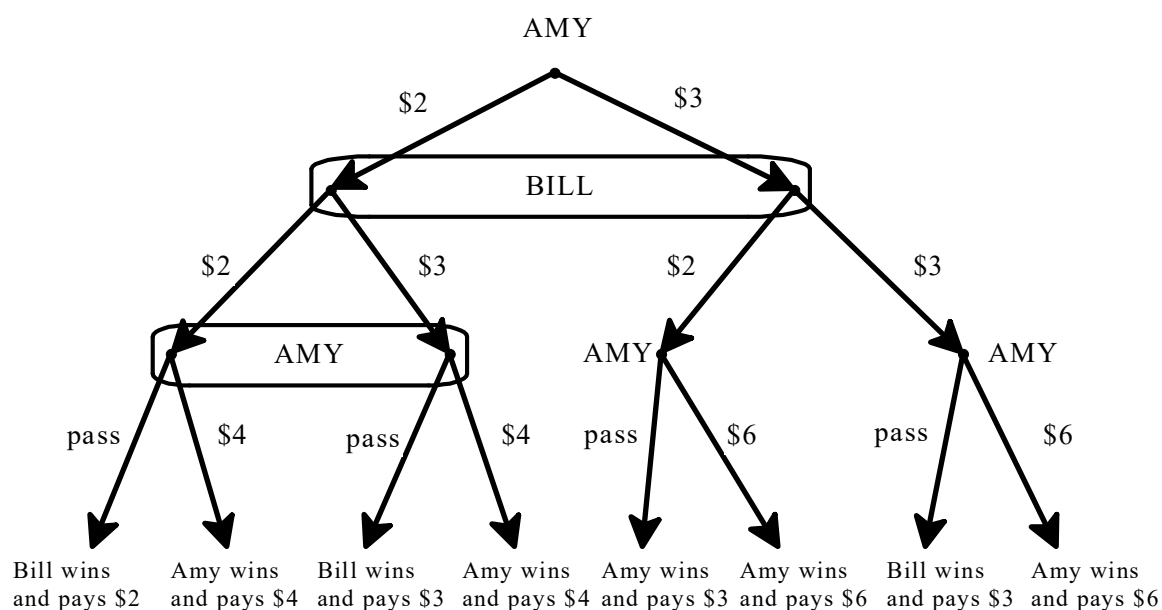 AMY
$2
$3
BILL
$2
$3
$2
$3
AMY
AMY
AMY
pass
$4
pass
$4
pass
$6
pass
$6
Bill wins
and pays $2
Amy wins
and pays $4
Bill wins
and pays $3
Amy wins
and pays $4
Amy wins
and pays $3
Amy wins
and pays $6
Bill wins
and pays $3
Amy wins
and pays $6